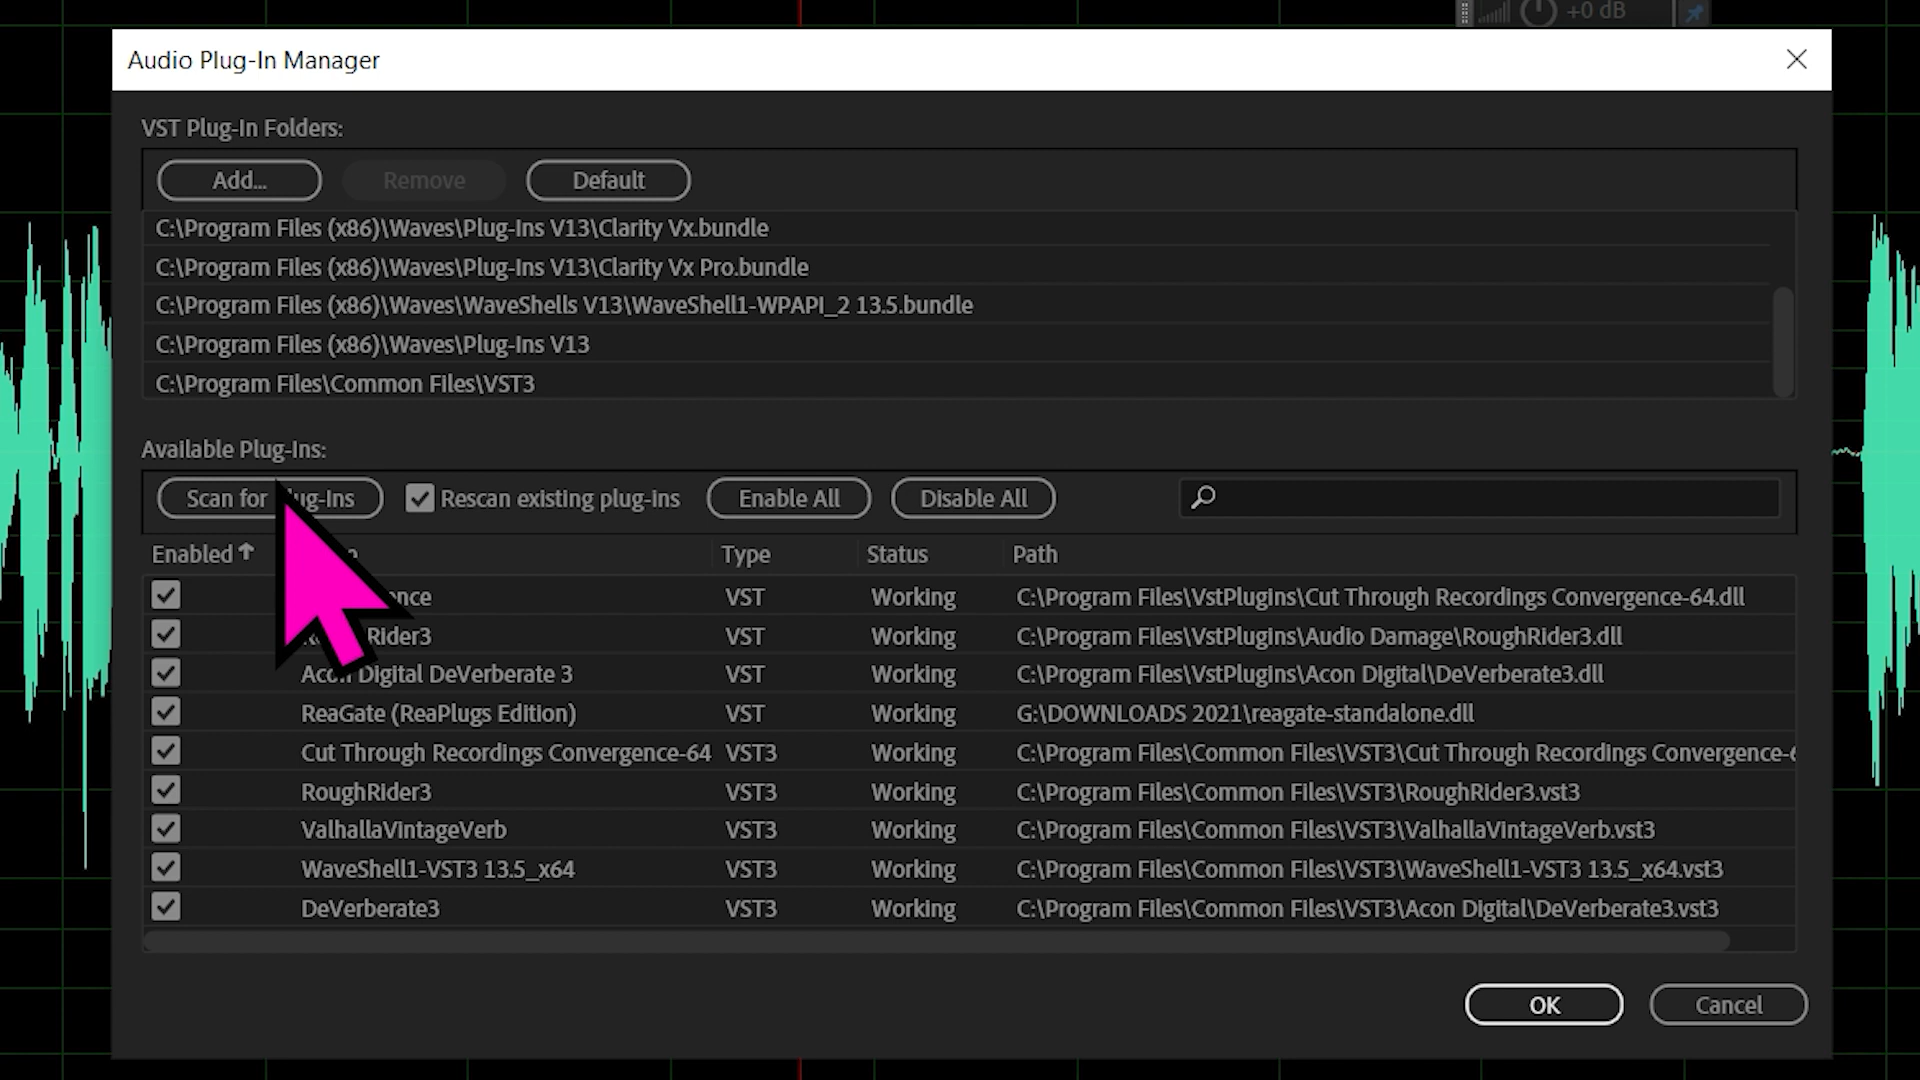 +0 dB
Audio Plug-In Manager
VST Plug-In Folders:
Add...
Remove
Default
C:\Program Files (x86)\Waves\Plug-Ins V13\Clarity Vx.bundle
C:\Program Files (x86)\Waves\Plug-Ins V13\Clarity Vx Pro.bundle
C:\Program Files (x86)\Waves\WaveShells V13\WaveShell1-WPAPI_2 13.5.bundle
C:\Program Files (x86)\Waves\Plug-Ins V13
C:\Program Files\Common Files\VST3
Available Plug-Ins:
Scan for Plug-Ins
Rescan existing plug-ins
Enable All
Disable All
Enabled Type Status Path
VST Working C:\Program Files\VstPlugins\Cut Through Recordings Convergence-64.dll
Rider3 VST Working C:\Program Files\VstPlugins\Audio Damage\RoughRider3.dll
Acon Digital DeVerberate 3 VST Working C:\Program Files\VstPlugins\Acon Digital\DeVerberate3.dll
ReaGate (ReaPlugs Edition) VST Working G:\DOWNLOADS 2021\reagate-standalone.dll
Cut Through Recordings Convergence-64 VST3 Working C:\Program Files\Common Files\VST3\Cut Through Recordings Convergence-6
RoughRider3 VST3 Working C:\Program Files\Common Files\VST3\RoughRider3.vst3
ValhallaVintageVerb VST3 Working C:\Program Files\Common Files\VST3\ValhallaVintageVerb.vst3
WaveShell1-VST3 13.5_x64 VST3 Working C:\Program Files\Common Files\VST3\WaveShell1-VST3 13.5_x64.vst3
DeVerberate3 VST3 Working C:\Program Files\Common Files\VST3\Acon Digital\DeVerberate3.vst3
OK
Cancel